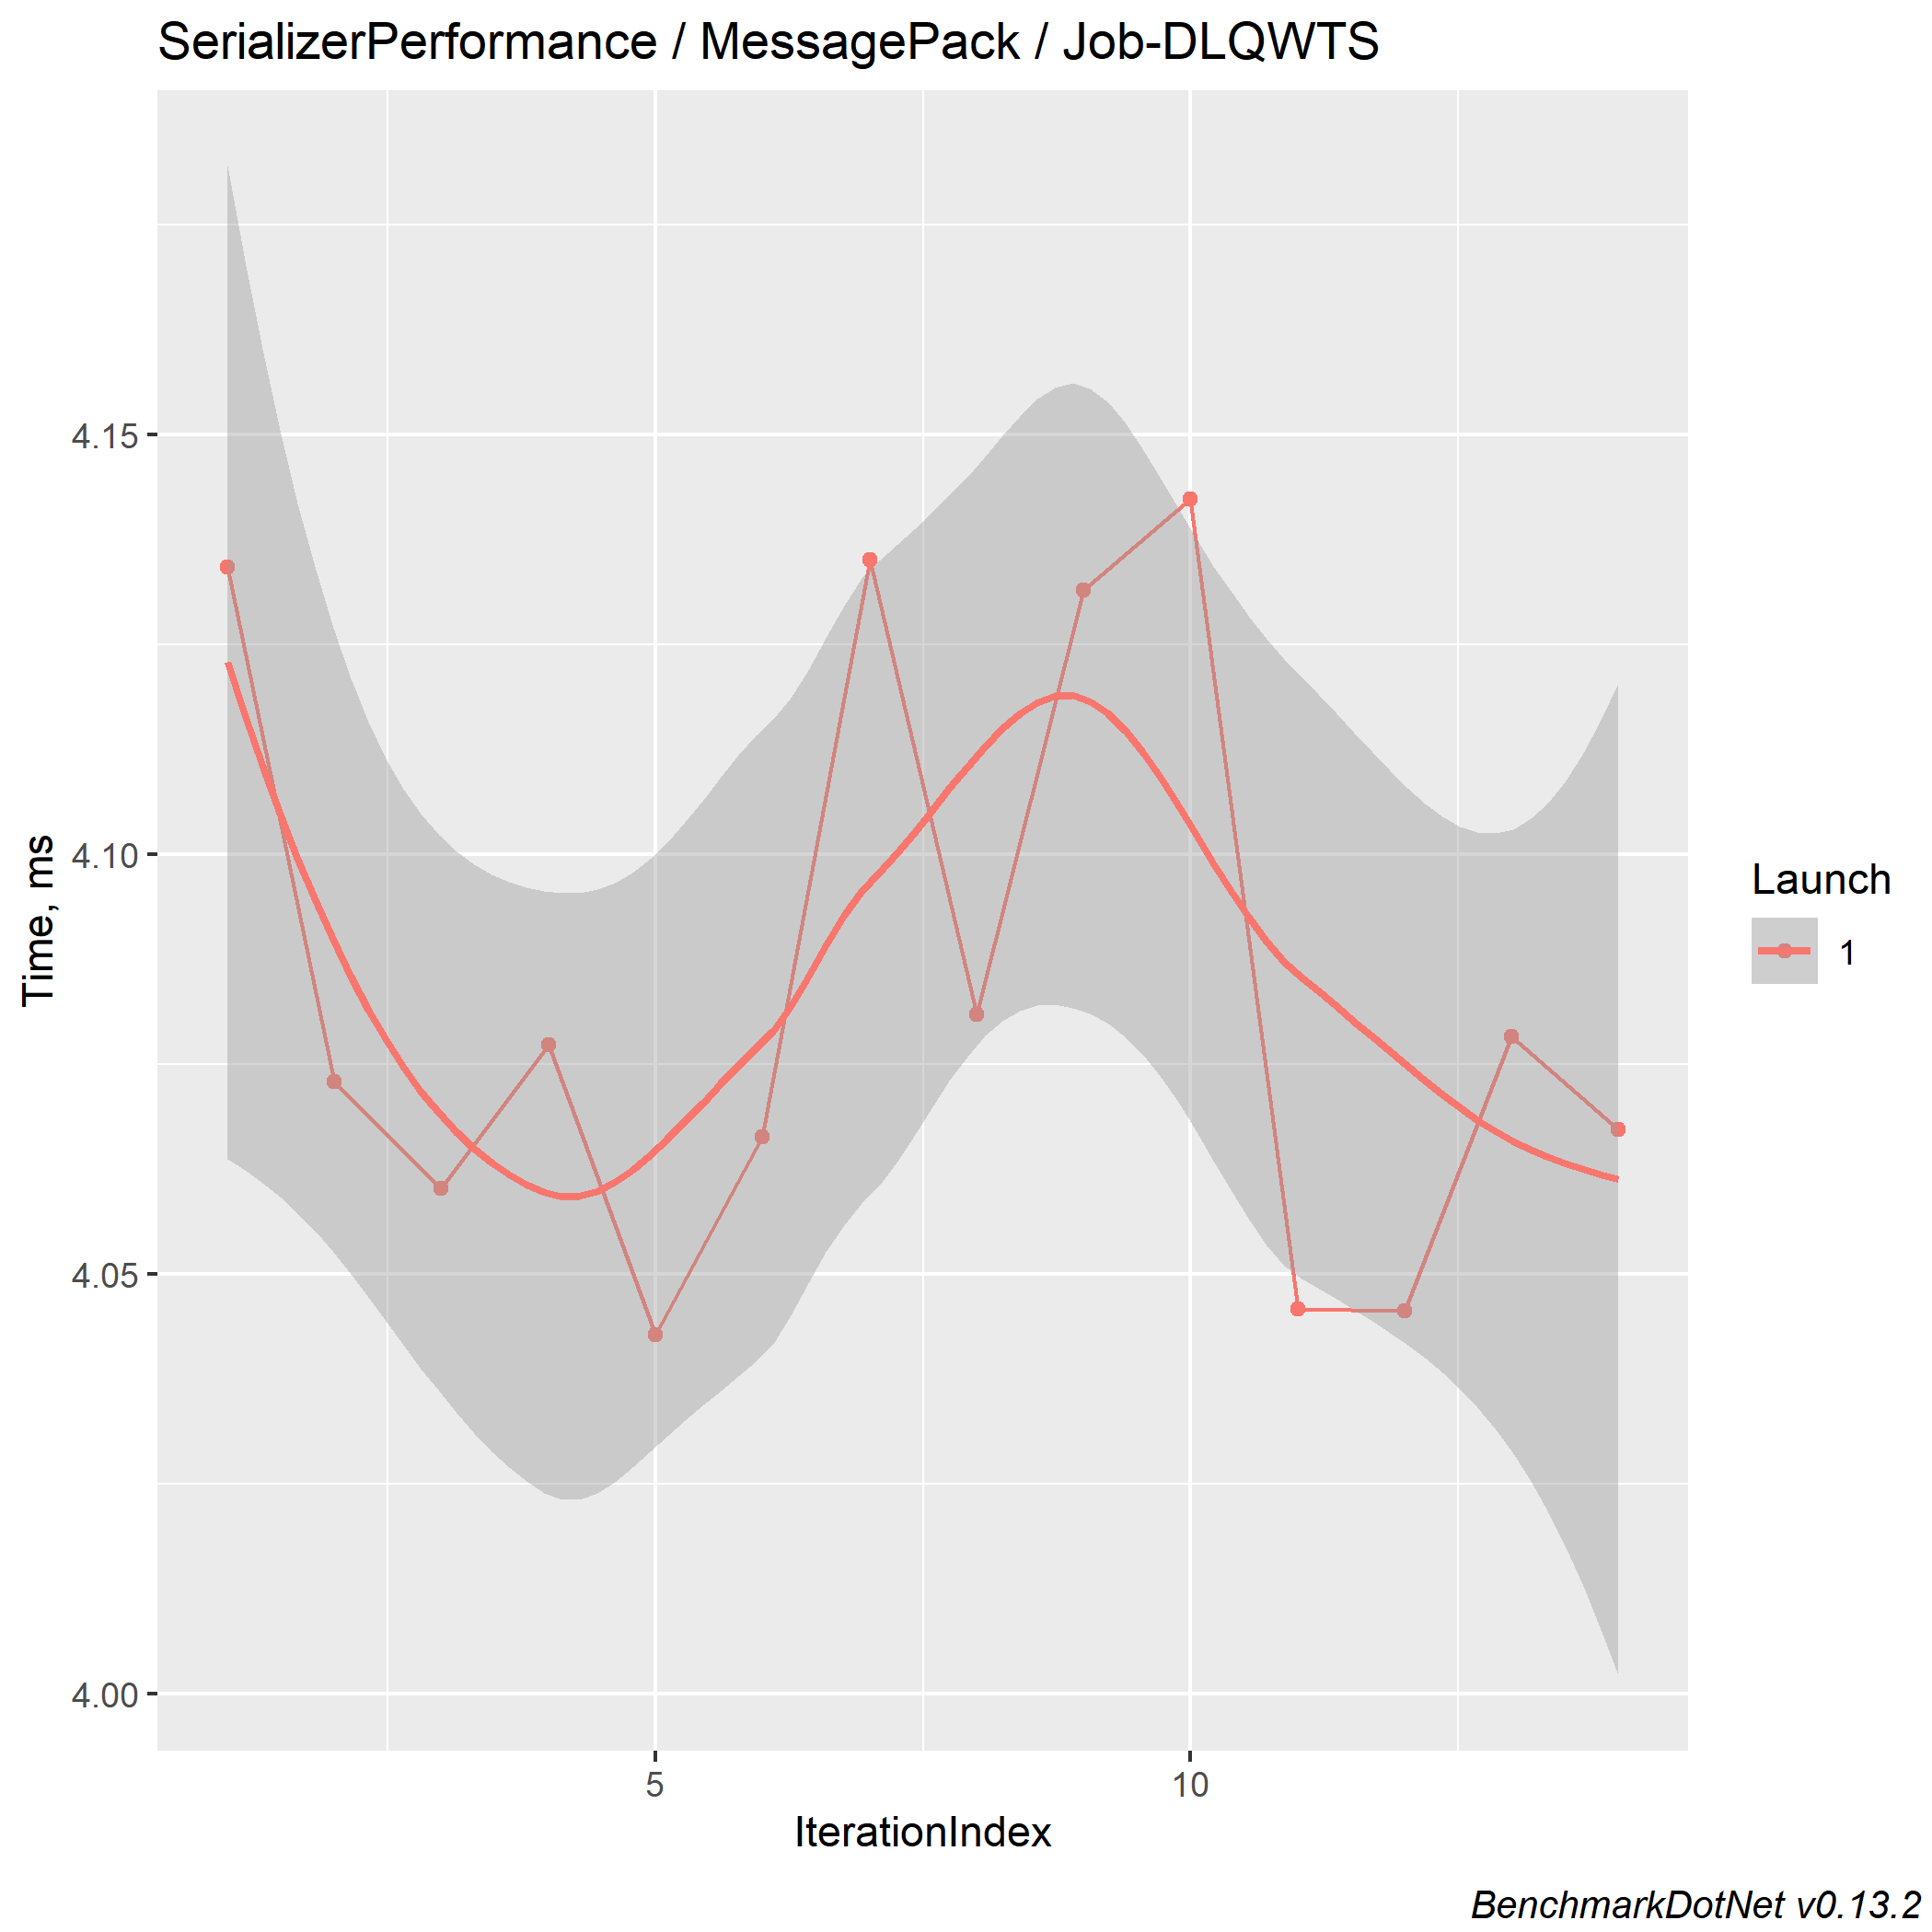 SerializerPerformance / MessagePack / Job-DLQWTS
4.15
4.10
4.05
4.00
Time, ms
5
10
IterationIndex
Launch
1
BenchmarkDotNet v0.13.2